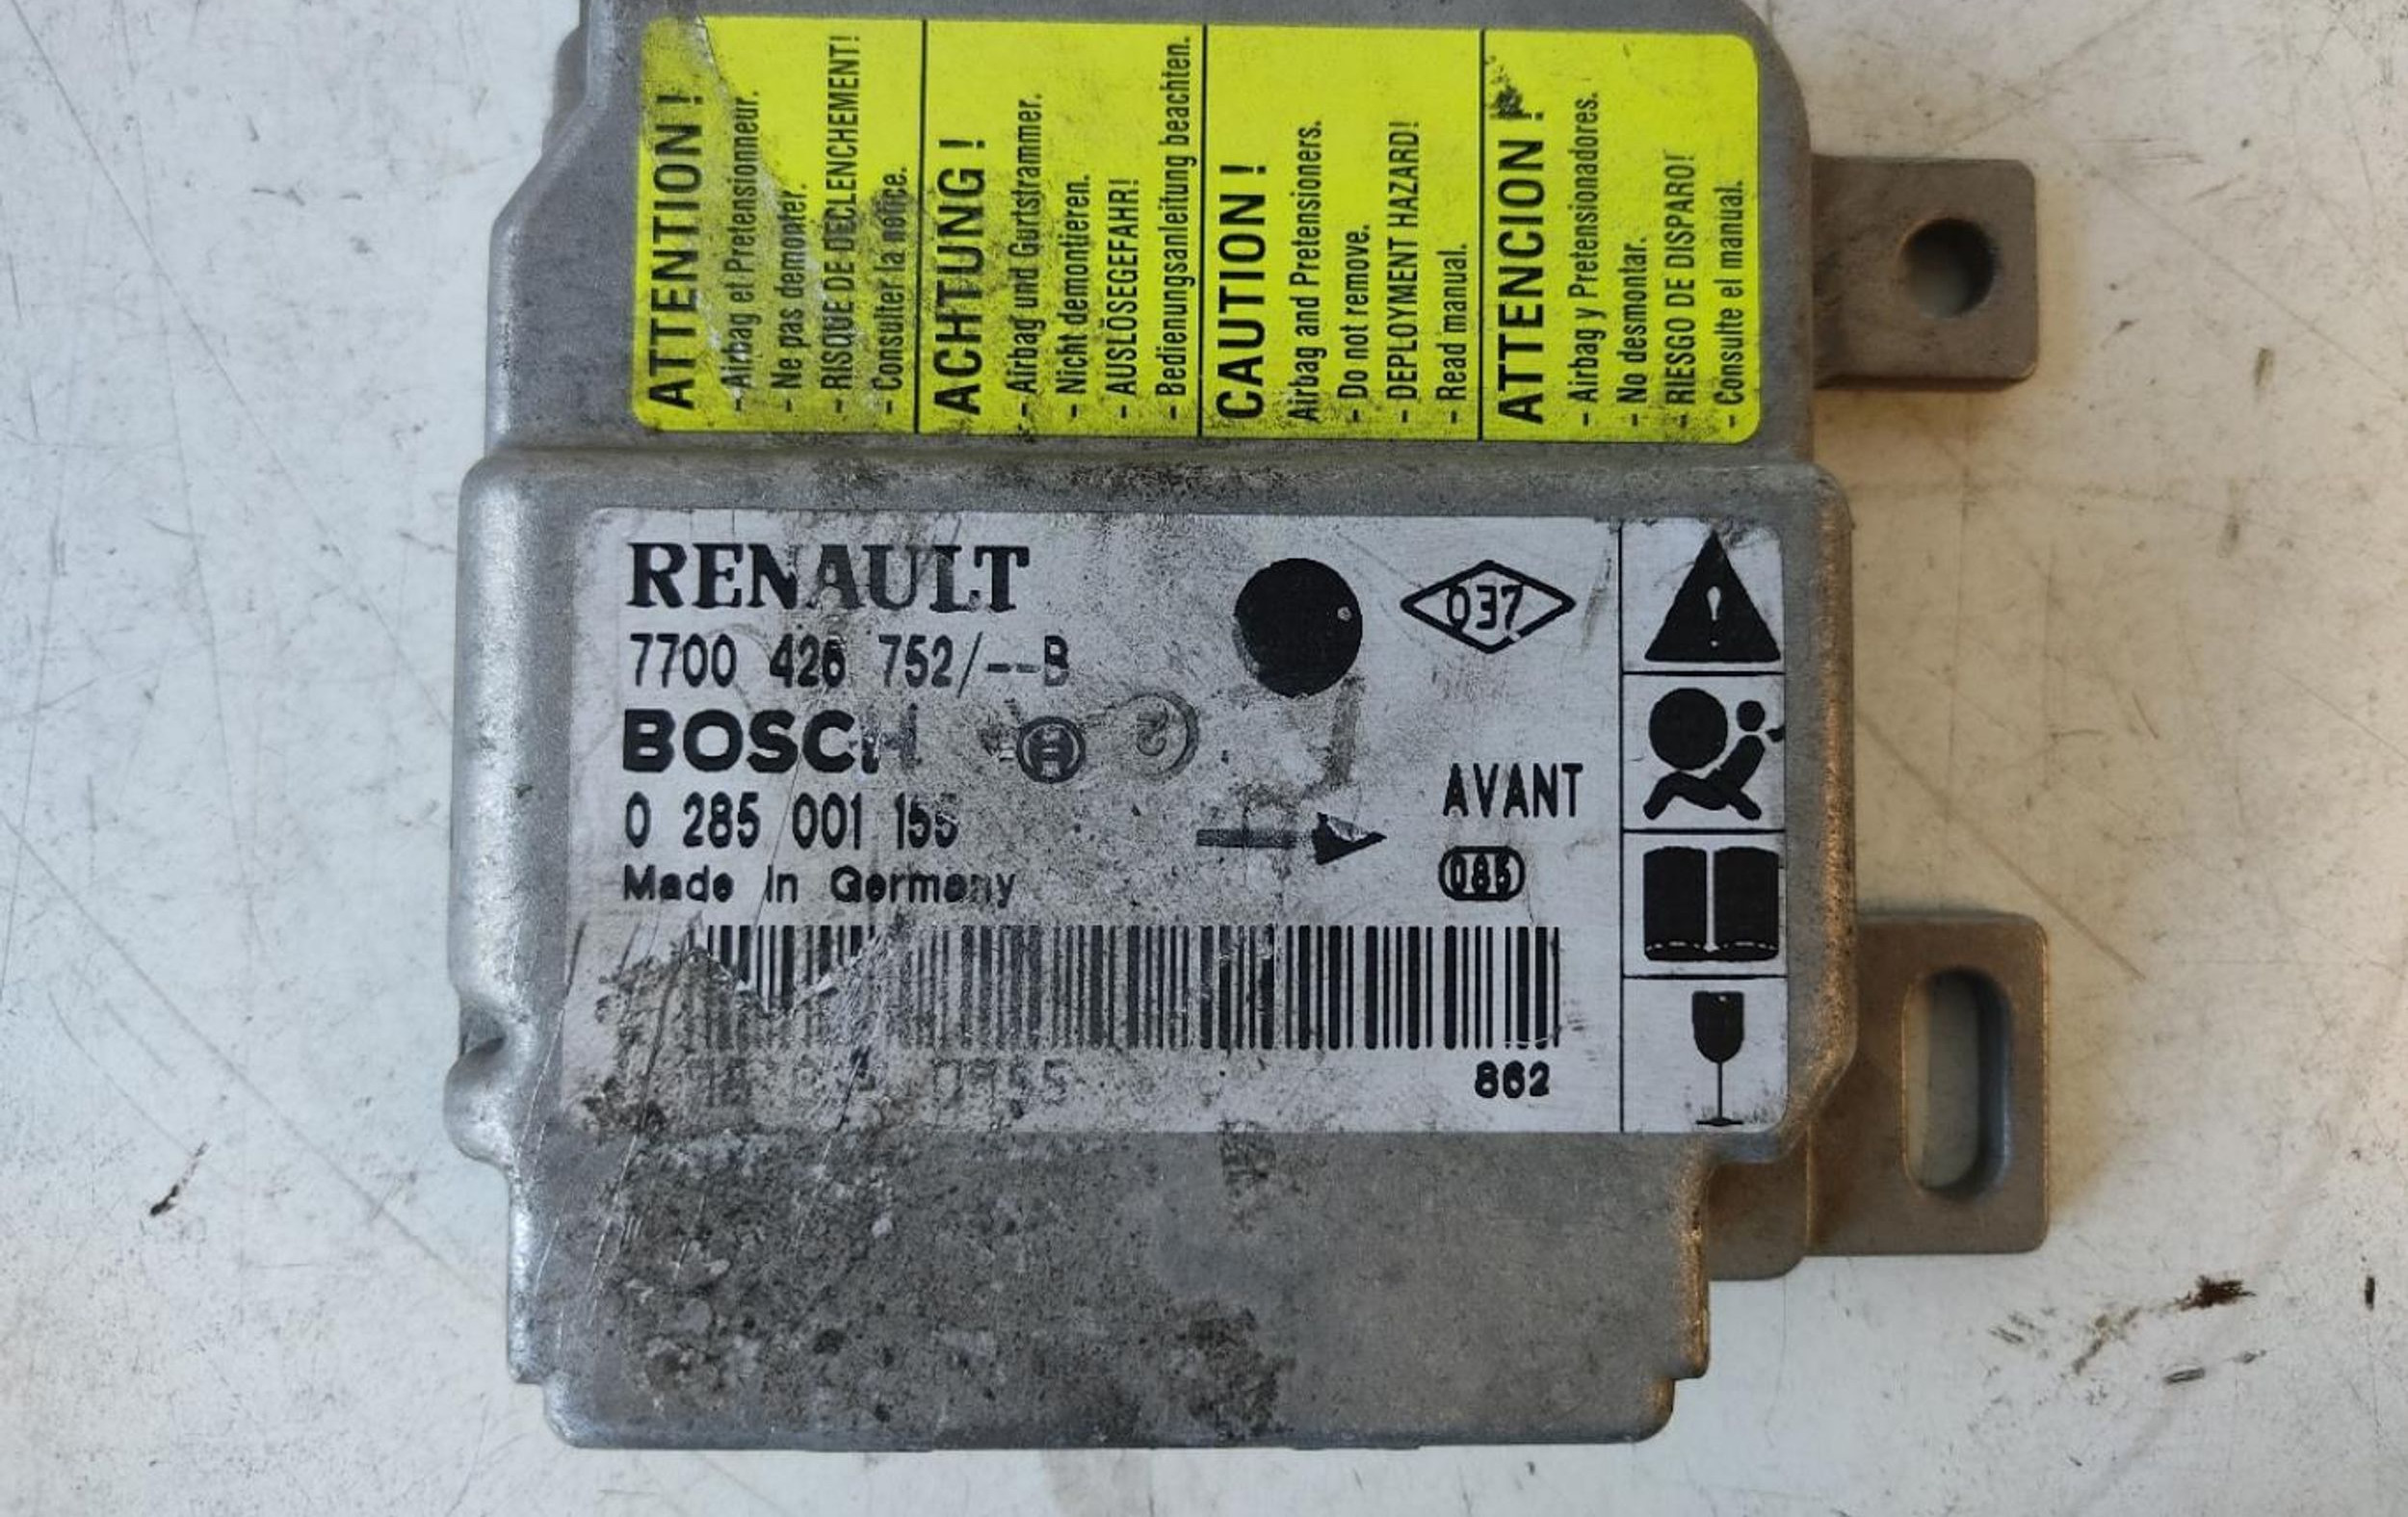 ATTENTION !
- Airbag et Pretensionneur.
- Ne pas demonter.
- RISQUE DE DECLENCHEMENT!
- Consulter la notice.
ACHTUNG !
- Airbag und Gurtstrammer.
- Nicht demontieren.
- AUSLÖSEGEFAHR!
- Bedienungsanleitung beachten.
CAUTION !
Airbag and Pretensioners.
- Do not remove.
- DEPLOYMENT HAZARD!
- Read manual.
ATTENCION !
- Airbag y Pretensionadores.
- No desmontar.
- RIESGO DE DISPARO!
- Consulte el manual.
RENAULT
037
7700 426 752/--B
BOSCH
0 285 001 155
AVANT
Made in Germany
085
862